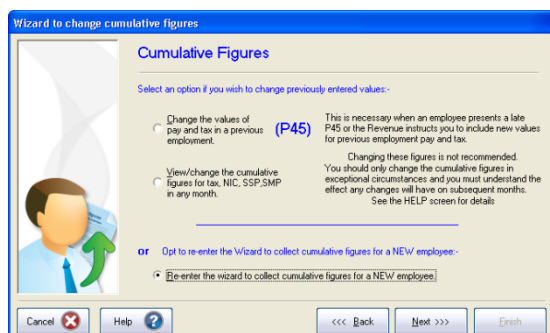 Wizard to change cumulative figures
Cumulative Figures
Select an option if you wish to change previously entered values:-
Change the values of
pay and tax in a previous
employment.
(P45)
This is necessary when an employee presents a late
P45 or the Revenue instructs you to include new values
for previous employment pay and tax.
View/change the cumulative
figures for tax, NIC, SSP,SMP
in any month.
Changing these figures is not recommended.
You should only change the cumulative figures in
exceptional circumstances and you must understand the
effect any changes will have on subsequent months.
See the HELP screen for details
or Opt to re-enter the Wizard to collect cumulative figures for a NEW employee:-
Re-enter the wizard to collect cumulative figures for a NEW employee.
Cancel
Help
<<< Back
Next >>>
Finish